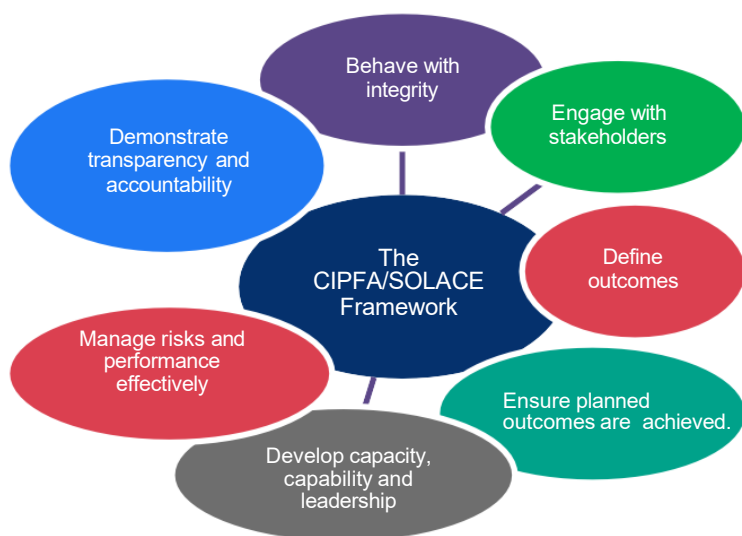 Behave with
integrity
Engage with
stakeholders
Define
outcomes
Ensure planned
outcomes are achieved.
Develop capacity,
capability and
leadership
Manage risks and
performance
effectively
Demonstrate
transparency and
accountability
The
CIPFA/SOLACE
Framework